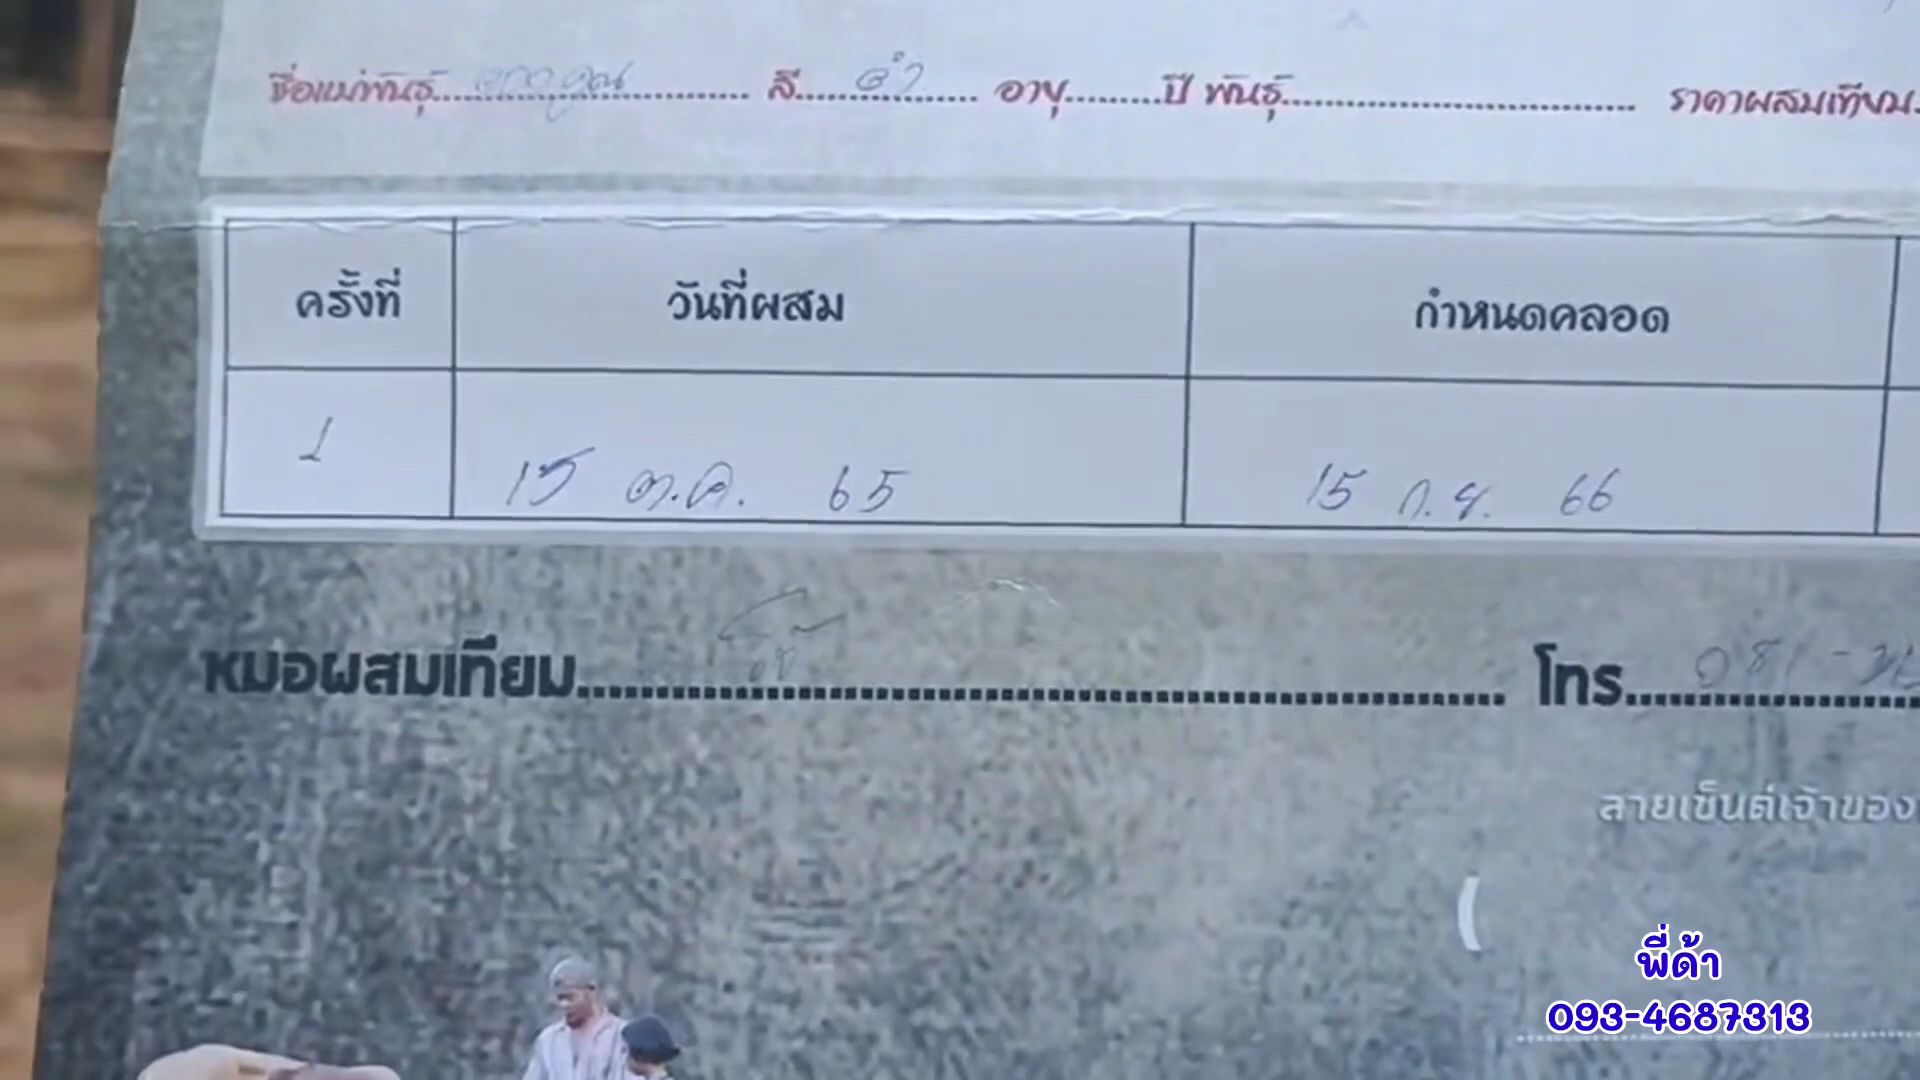 ชื่อแม่พันธุ์................ สี....ดำ.... อายุ.........ปี พันธุ์................ ราคาผสมเทียม
ครั้งที่ วันที่ผสม กำหนดคลอด
1 15 ต.ค. 65 15 ก.ย. 66
หมอผสมเทียม................ โทร....081-
ลายเซ็นต์เจ้าของ
(
พี่ด้า
093-4687313